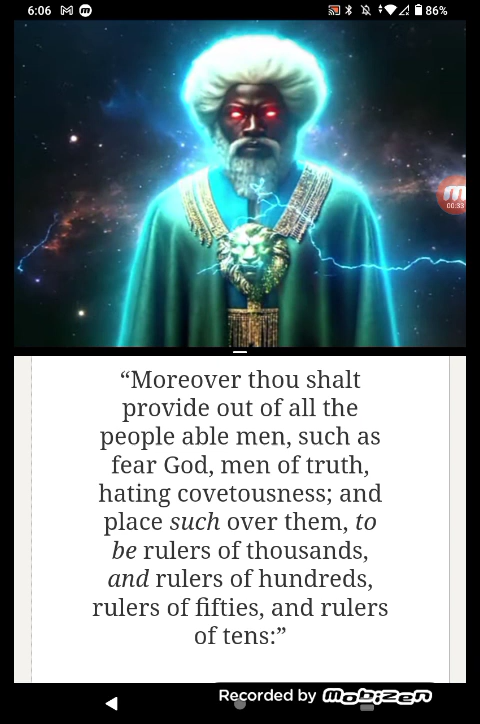 6:06
86%
00:33
“Moreover thou shalt
provide out of all the
people able men, such as
fear God, men of truth,
hating covetousness; and
place such over them, to
be rulers of thousands,
and rulers of hundreds,
rulers of fifties, and rulers
of tens:”
Recorded by Mobizen